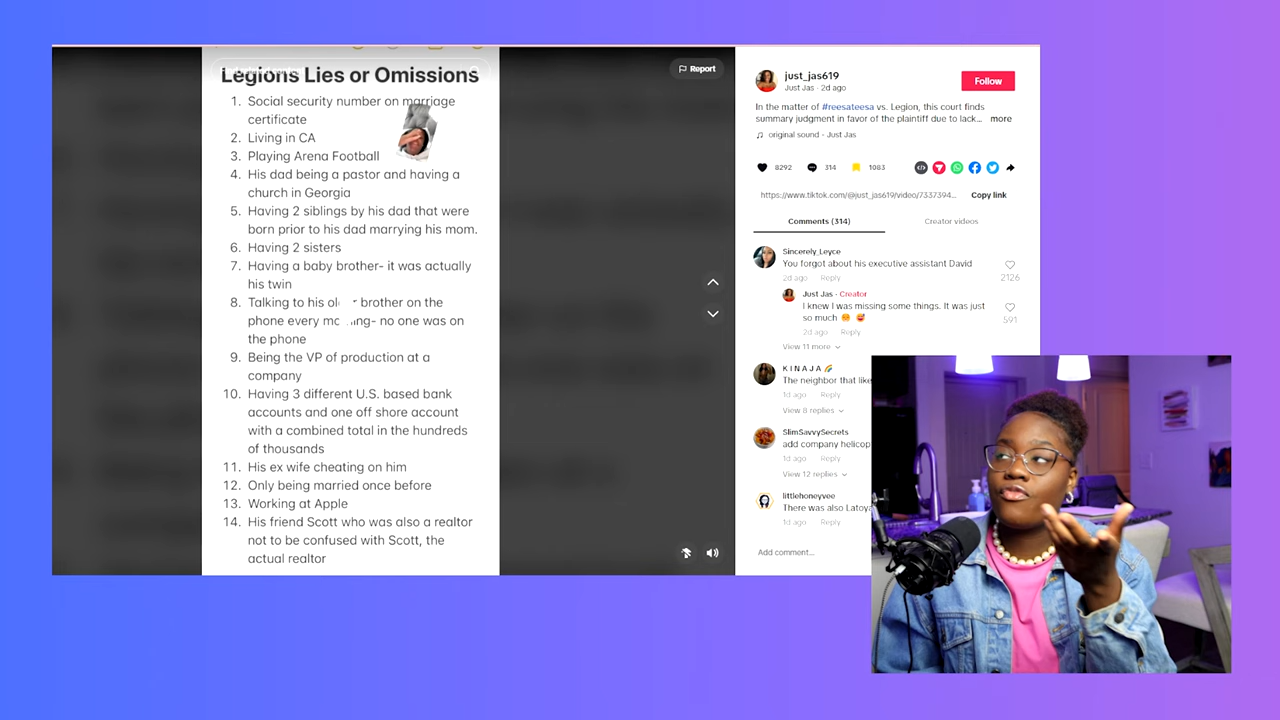 Legions Lies or Omissions
1. Social security number on marriage
certificate
2. Living in CA
3. Playing Arena Football
4. His dad being a pastor and having a
church in Georgia
5. Having 2 siblings by his dad that were
born prior to his dad marrying his mom.
6. Having 2 sisters
7. Having a baby brother- it was actually
his twin
8. Talking to his brother on the
phone every - no one was on
the phone
9. Being the VP of production at a
company
10. Having 3 different U.S. based bank
accounts and one off shore account
with a combined total in the hundreds
of thousands
11. His ex wife cheating on him
12. Only being married once before
13. Working at Apple
14. His friend Scott who was also a realtor
not to be confused with Scott, the
actual realtor
Report
just_jas619
Just Jas · 2d ago
Follow
In the matter of #reesateesa vs. Legion, this court finds
summary judgment in favor of the plaintiff due to lack... more
original sound - Just Jas
8292 314 1083
https://www.tiktok.com/@just_jas619/video/7337394... Copy link
Comments (314) Creator videos
Sincerely_Leyce
You forgot about his executive assistant David
2d ago Reply
2126
Just Jas · Creator
I knew I was missing some things. It was just
so much
2d ago Reply
591
View 11 more
K I N A J A
The neighbor that like
1d ago Reply
View 8 replies
SlimSavvySecrets
add company helicop
1d ago Reply
View 12 replies
littlehoneyvee
There was also Latoya
1d ago Reply
Add comment...